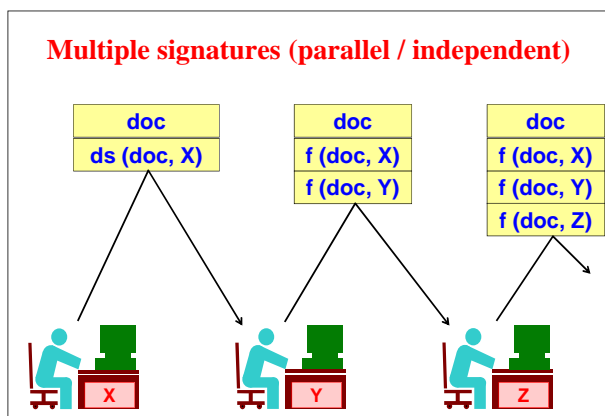 Multiple signatures (parallel / independent)
doc
ds (doc, X)
doc
f (doc, X)
f (doc, Y)
doc
f (doc, X)
f (doc, Y)
f (doc, Z)
X
Y
Z